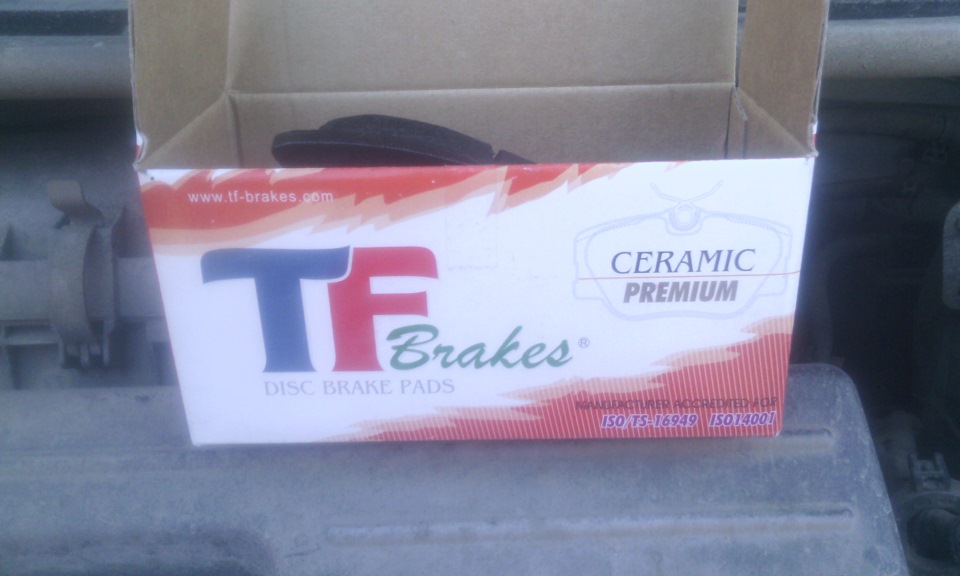 www.tf-brakes.com
TF Brakes®
DISC BRAKE PADS
CERAMIC
PREMIUM
MANUFACTURER ACCREDITED FOR
ISO/TS-16949 ISO14001